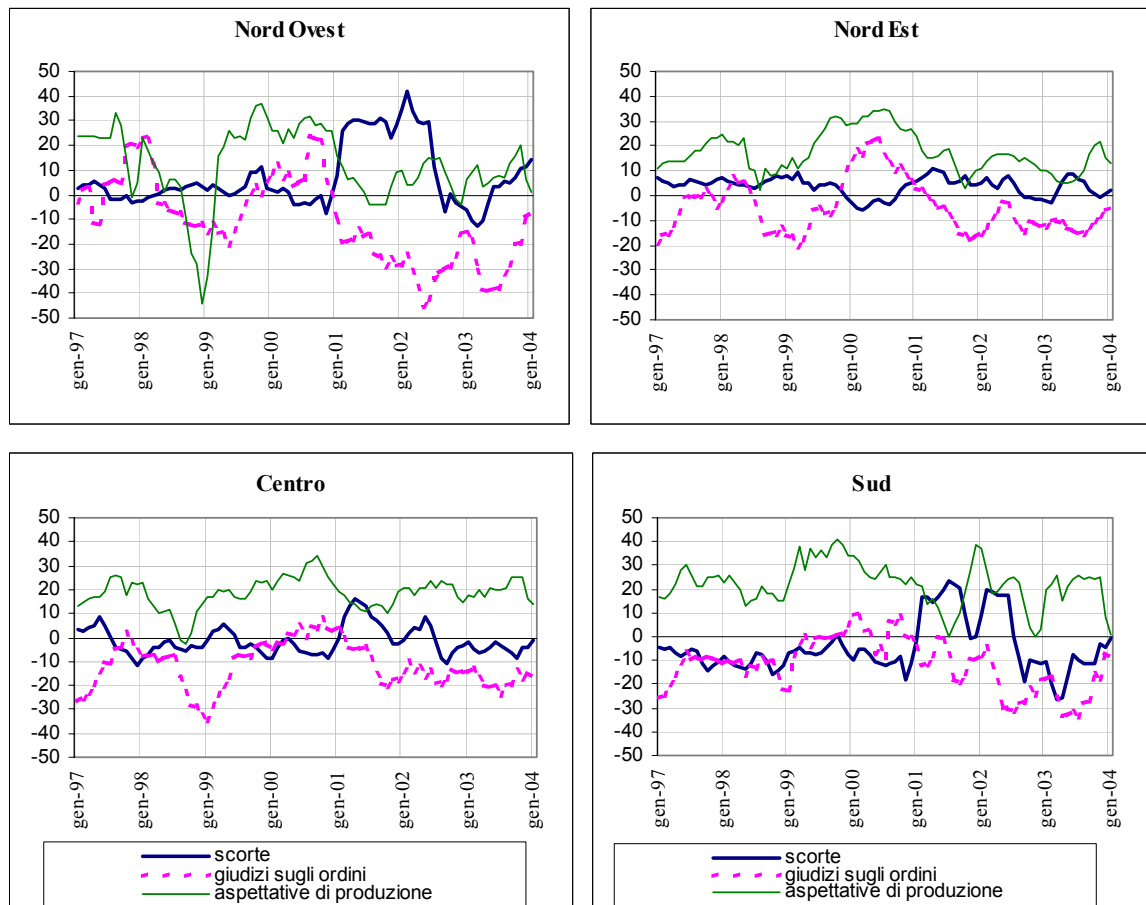 Nord Ovest
50
40
30
20
10
0
-10
-20
-30
-40
-50
gen-97
gen-98
gen-99
gen-00
gen-01
gen-02
gen-03
gen-04
Nord Est
50
40
30
20
10
0
-10
-20
-30
-40
-50
gen-97
gen-98
gen-99
gen-00
gen-01
gen-02
gen-03
gen-04
Centro
50
40
30
20
10
0
-10
-20
-30
-40
-50
gen-97
gen-98
gen-99
gen-00
gen-01
gen-02
gen-03
gen-04
scorte
giudizi sugli ordini
aspettative di produzione
Sud
50
40
30
20
10
0
-10
-20
-30
-40
-50
gen-97
gen-98
gen-99
gen-00
gen-01
gen-02
gen-03
gen-04
scorte
giudizi sugli ordini
aspettative di produzione